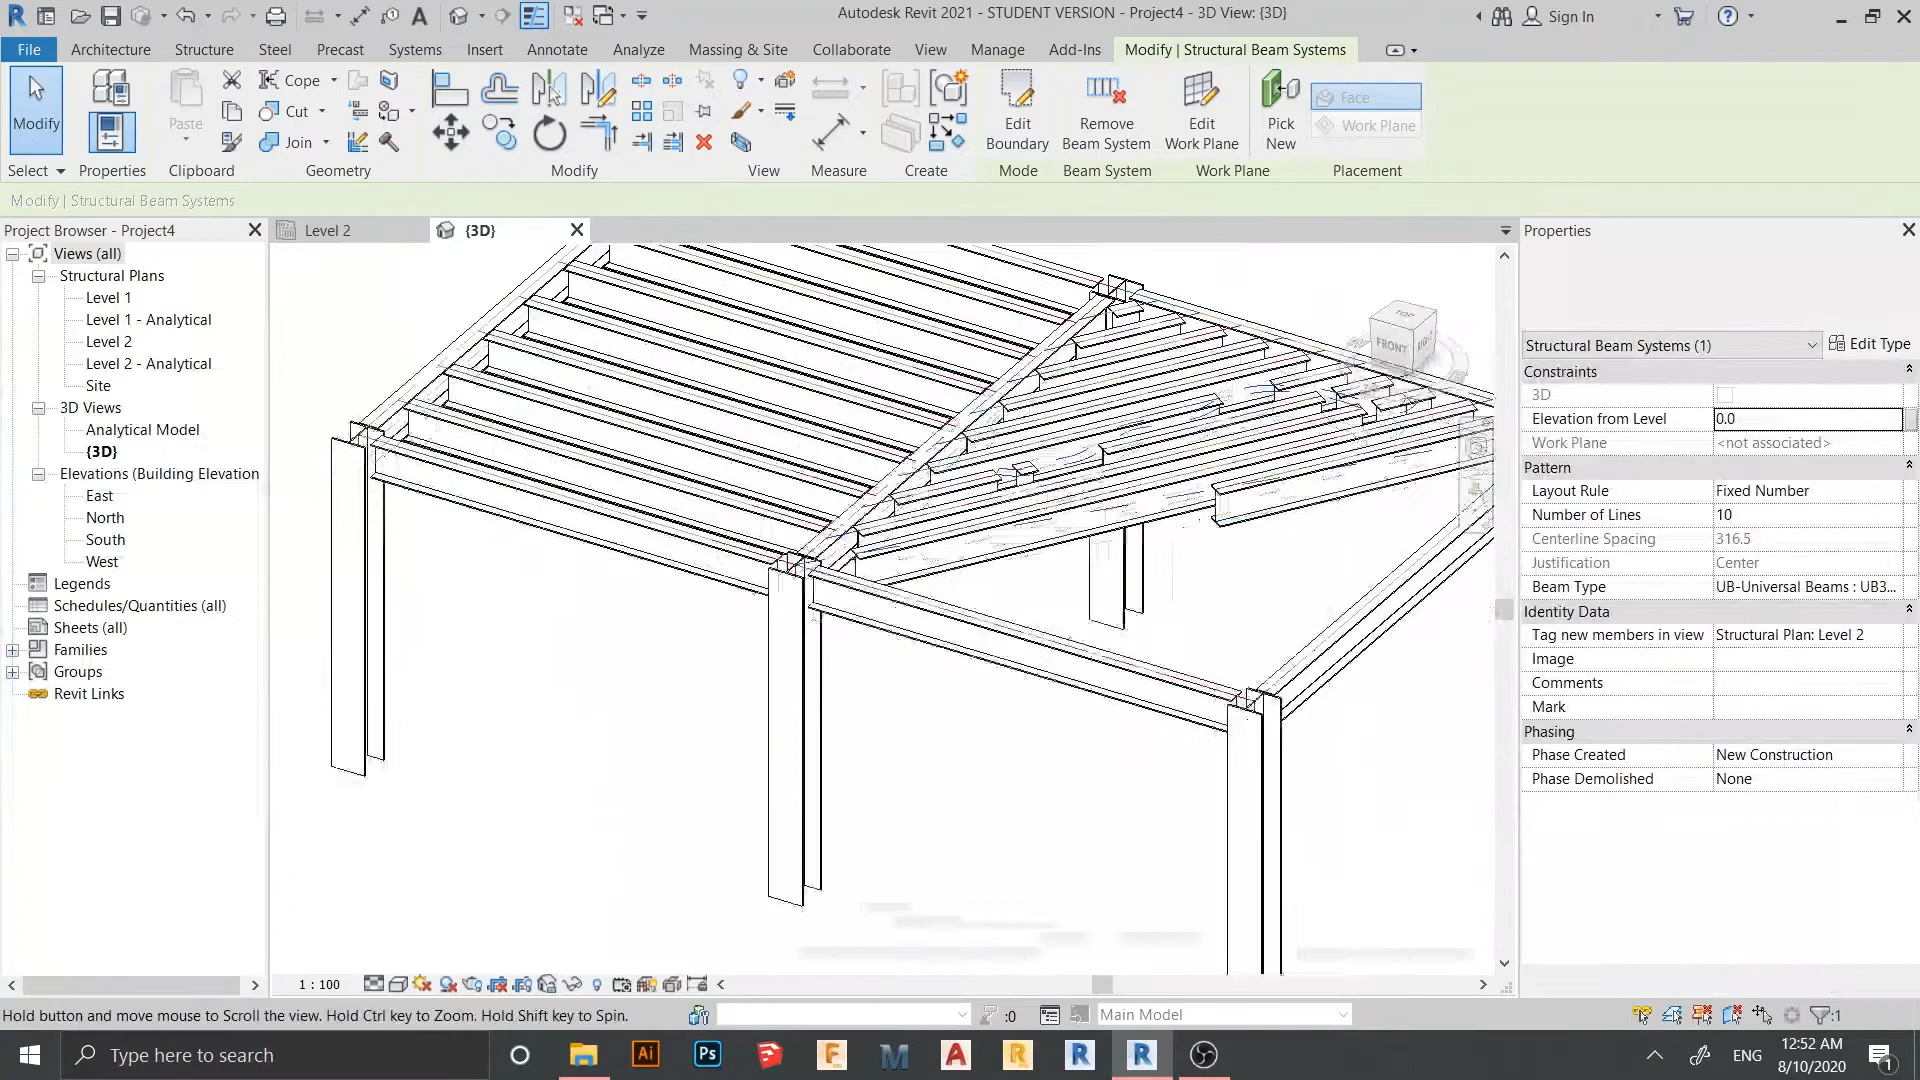 Autodesk Revit 2021 - STUDENT VERSION - Project4 - 3D View: {3D}
Sign In
File Architecture Structure Steel Precast Systems Insert Annotate Analyze Massing & Site Collaborate View Manage Add-Ins Modify | Structural Beam Systems
Modify
Paste
Cope
Cut
Join
Edit Boundary
Remove Beam System
Edit Work Plane
Pick New
Face
Work Plane
Select Properties Clipboard Geometry Modify View Measure Create Mode Beam System Work Plane Placement
Modify | Structural Beam Systems
Project Browser - Project4
Views (all)
Structural Plans
Level 1
Level 1 - Analytical
Level 2
Level 2 - Analytical
Site
3D Views
Analytical Model
{3D}
Elevations (Building Elevation
East
North
South
West
Legends
Schedules/Quantities (all)
Sheets (all)
Families
Groups
Revit Links
Level 2
{3D}
TOP
FRONT
Properties
Structural Beam Systems (1)
Edit Type
Constraints
3D
Elevation from Level 0.0
Work Plane <not associated>
Pattern
Layout Rule Fixed Number
Number of Lines 10
Centerline Spacing 316.5
Justification Center
Beam Type UB-Universal Beams : UB3...
Identity Data
Tag new members in view Structural Plan: Level 2
Image
Comments
Mark
Phasing
Phase Created New Construction
Phase Demolished None
1 : 100
Hold button and move mouse to Scroll the view. Hold Ctrl key to Zoom. Hold Shift key to Spin.
:0
Main Model
:1
Type here to search
Ai
Ps
ENG
12:52 AM
8/10/2020
1